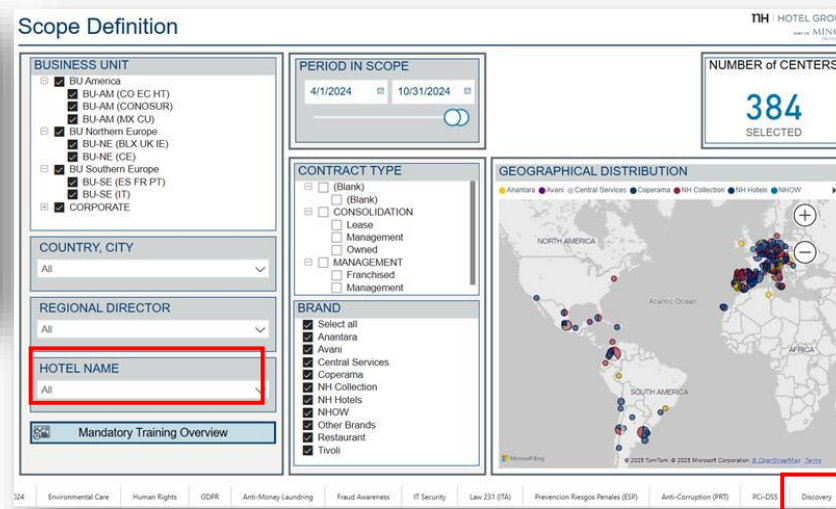 Scope Definition
nH | HOTEL GROU
PART OF MINO
BUSINESS UNIT
BU America
BU-AM (CO EC HT)
BU-AM (CONOSUR)
BU-AM (MX CU)
BU Northern Europe
BU-NE (BLX UK IE)
BU-NE (CE)
BU Southern Europe
BU-SE (ES FR PT)
BU-SE (IT)
CORPORATE
COUNTRY, CITY
All
REGIONAL DIRECTOR
All
HOTEL NAME
All
Mandatory Training Overview
PERIOD IN SCOPE
4/1/2024 10/31/2024
CONTRACT TYPE
(Blank)
(Blank)
CONSOLIDATION
Lease
Management
Owned
MANAGEMENT
Franchised
Management
BRAND
Select all
Anantara
Avani
Central Services
Coperama
NH Collection
NH Hotels
NHOW
Other Brands
Restaurant
Tivoli
NUMBER of CENTERS
384
SELECTED
GEOGRAPHICAL DISTRIBUTION
Anantara Avani Central Services Coperama NH Collection NH Hotels NHOW
NORTH AMERICA
Atlantic Ocean
AFRICA
SOUTH AMERICA
Microsoft Bing
© 2025 TomTom, © 2025 Microsoft Corporation, © OpenStreetMap Terms
024 Environmental Care Human Rights GDPR Anti-Money Laundring Fraud Awareness IT Security Law 231 (ITA) Prevencion Riesgos Penales (ESP) Anti-Corruption (PRT) PCi-DSS Discovery